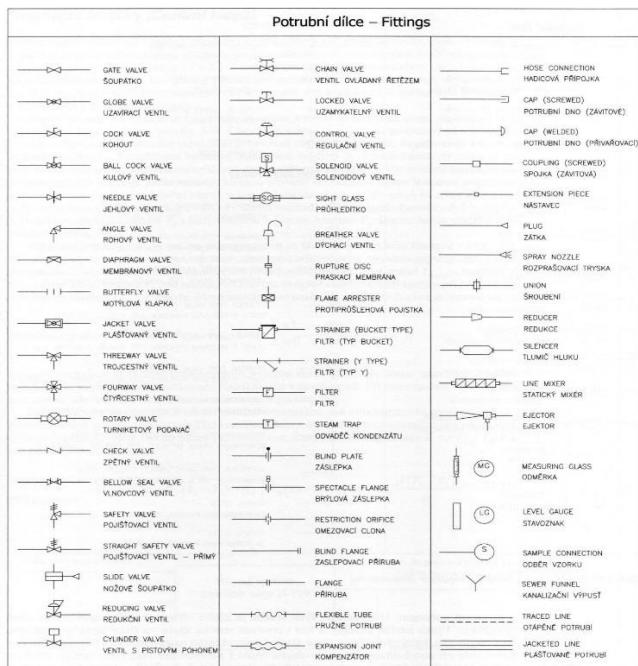 Potrubní dílce – Fittings
GATE VALVE
ŠOUPÁTKO
GLOBE VALVE
UZAVÍRACÍ VENTIL
COCK VALVE
KOHOUT
BALL COCK VALVE
KULOVÝ VENTIL
NEEDLE VALVE
JEHLOVÝ VENTIL
ANGLE VALVE
ROHOVÝ VENTIL
DIAPHRAGM VALVE
MEMBRÁNOVÝ VENTIL
BUTTERFLY VALVE
MOTÝLOVÁ KLAPKA
JACKET VALVE
PLÁŠŤOVANÝ VENTIL
THREEWAY VALVE
TROJCESTNÝ VENTIL
FOURWAY VALVE
ČTYŘCESTNÝ VENTIL
ROTARY VALVE
TURNIKETOVÝ PODAVAČ
CHECK VALVE
ZPĚTNÝ VENTIL
BELLOW SEAL VALVE
VLNOVCOVÝ VENTIL
SAFETY VALVE
POJIŠŤOVACÍ VENTIL
STRAIGHT SAFETY VALVE
POJIŠŤOVACÍ VENTIL – PŘÍMÝ
SLIDE VALVE
NOŽOVÉ ŠOUPÁTKO
REDUCING VALVE
REDUKČNÍ VENTIL
CYLINDER VALVE
VENTIL S PÍSTOVÝM POHONEM
CHAIN VALVE
VENTIL OVLÁDANÝ ŘETĚZEM
LOCKED VALVE
UZAMYKATELNÝ VENTIL
CONTROL VALVE
REGULAČNÍ VENTIL
S
SOLENOID VALVE
SOLENOIDOVÝ VENTIL
SG
SIGHT GLASS
PRŮHLEDÍTKO
BREATHER VALVE
DÝCHACÍ VENTIL
RUPTURE DISC
PRASKACÍ MEMBRÁNA
FLAME ARRESTER
PROTIPRŮŠLEHOVÁ POJISTKA
STRAINER (BUCKET TYPE)
FILTR (TYP BUCKET)
STRAINER (Y TYPE)
FILTR (TYP Y)
F
FILTER
FILTR
T
STEAM TRAP
ODVADĚČ KONDENZÁTU
BLIND PLATE
ZÁSLEPKA
SPECTACLE FLANGE
BRÝLOVÁ ZÁSLEPKA
RESTRICTION ORIFICE
OMEZOVACÍ CLONA
BLIND FLANGE
ZASLEPOVACÍ PŘÍRUBA
FLANGE
PŘÍRUBA
FLEXIBLE TUBE
PRUŽNÉ POTRUBÍ
EXPANSION JOINT
KOMPENZÁTOR
HOSE CONNECTION
HADICOVÁ PŘÍPOJKA
CAP (SCREWED)
POTRUBNÍ DNO (ZÁVITOVÉ)
CAP (WELDED)
POTRUBNÍ DNO (PŘIVAŘOVACÍ)
COUPLING (SCREWED)
SPOJKA (ZÁVITOVÁ)
EXTENSION PIECE
NÁSTAVEC
PLUG
ZÁTKA
SPRAY NOZZLE
ROZPRAŠOVACÍ TRYSKA
UNION
ŠROUBENÍ
REDUCER
REDUKCE
SILENCER
TLUMIČ HLUKU
LINE MIXER
STATICKÝ MIXÉR
EJECTOR
EJEKTOR
MG
MEASURING GLASS
ODMĚRKA
LG
LEVEL GAUGE
STAVOZNAK
S
SAMPLE CONNECTION
ODBĚR VZORKU
SEWER FUNNEL
KANALIZAČNÍ VÝPUSŤ
TRACED LINE
OTÁPĚNÉ POTRUBÍ
JACKETED LINE
PLÁŠŤOVANÉ POTRUBÍ